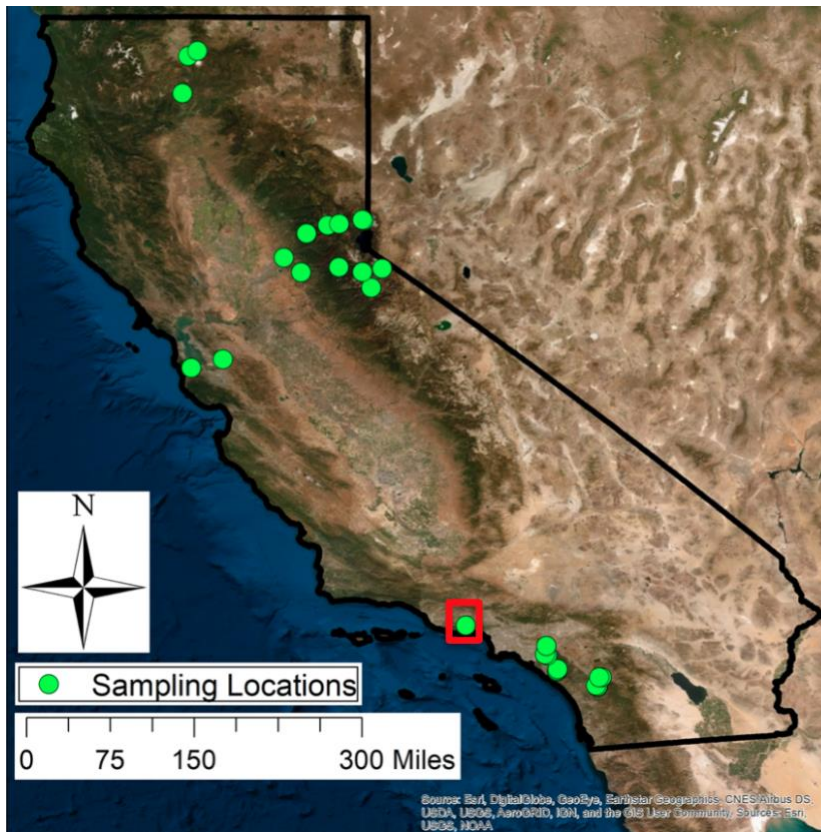 N
Sampling Locations
0 75 150 300 Miles
Source: Esri, DigitalGlobe, GeoEye, Earthstar Geographics, CNES/Airbus DS,
USDA, USGS, AeroGRID, IGN, and the GIS User Community, Sources: Esri,
USGS, NOAA